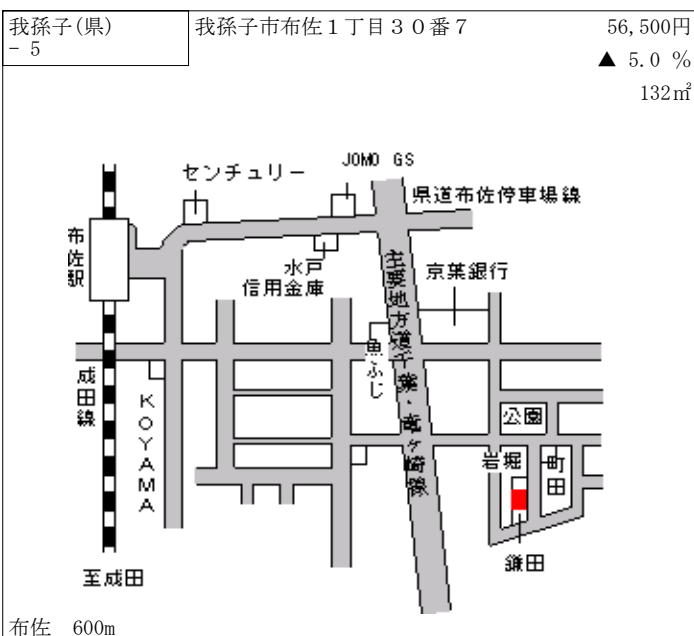 我孫子(県)
- 5
我孫子市布佐1丁目30番7
56,500円
▲ 5.0 %
132㎡
センチュリー
JOMO GS
県道布佐停車場線
布佐駅
水戸
信用金庫
京葉銀行
主要地方道千葉・竜ヶ崎線
魚ふじ
成田線
KOYAMA
公園
岩堀
町田
鎌田
至成田
布佐 600m